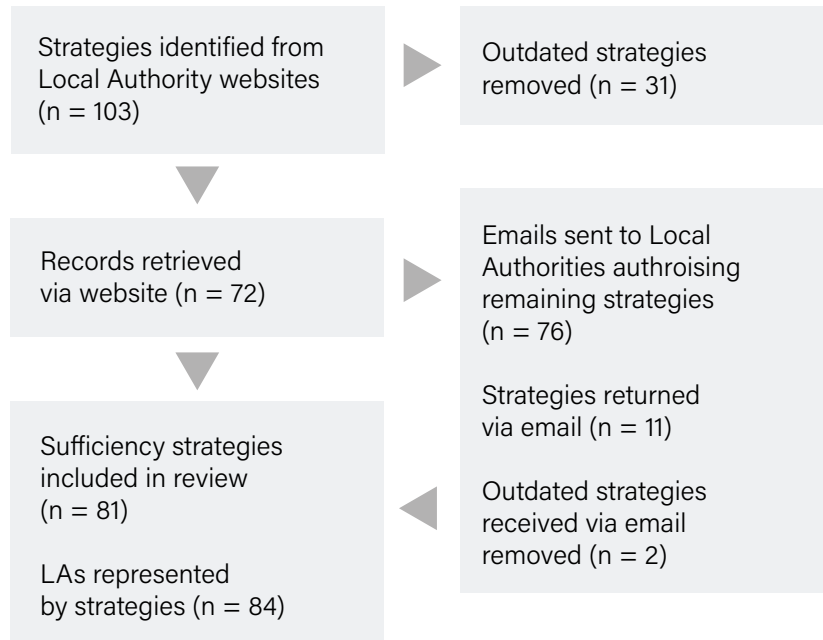 Strategies identified from
Local Authority websites
(n = 103)
Outdated strategies
removed (n = 31)
Records retrieved
via website (n = 72)
Emails sent to Local
Authorities authroising
remaining strategies
(n = 76)
Strategies returned
via email (n = 11)
Outdated strategies
received via email
removed (n = 2)
Sufficiency strategies
included in review
(n = 81)
LAs represented
by strategies (n = 84)